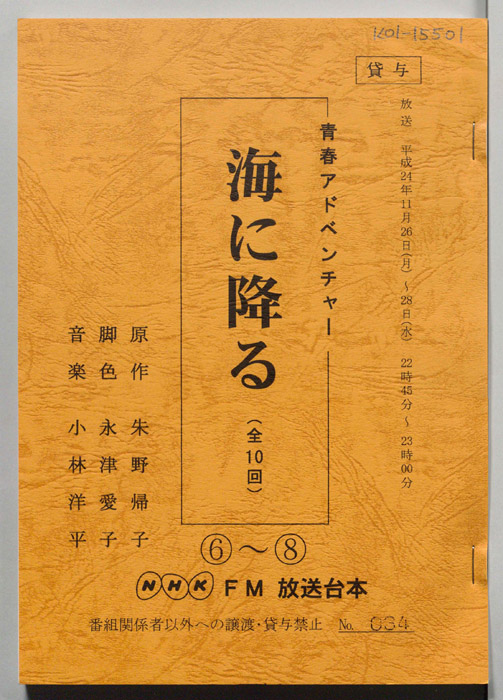 K01-15501
貸与
放送 平成24年11月26日(月)～28日(水) 22時45分～23時00分
青春アドベンチャー
海に降る
(全10回)
原作 朱野帰子
脚色 永津愛子
音楽 小林洋平
⑥～⑧
NHK FM 放送台本
番組関係者以外への譲渡・貸与禁止 No. 034